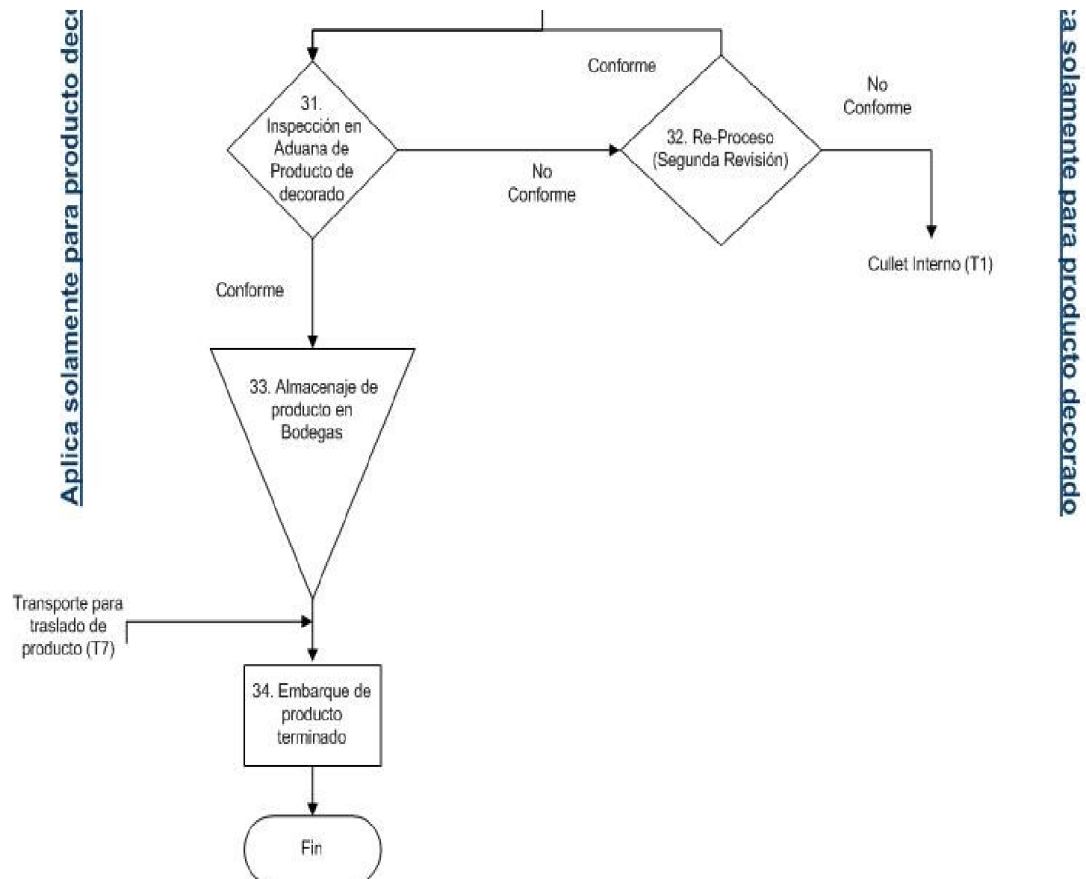 Aplica solamente para producto deco
Conforme
No
Conforme
31.
Inspección en
Aduana de
Producto de
decorado
32. Re-Proceso
(Segunda Revisión)
No
Conforme
Cullet Interno (T1)
Conforme
33. Almacenaje de
producto en
Bodegas
Transporte para
traslado de
producto (T7)
34. Embarque de
producto
terminado
Fin
ca solamente para producto decorado